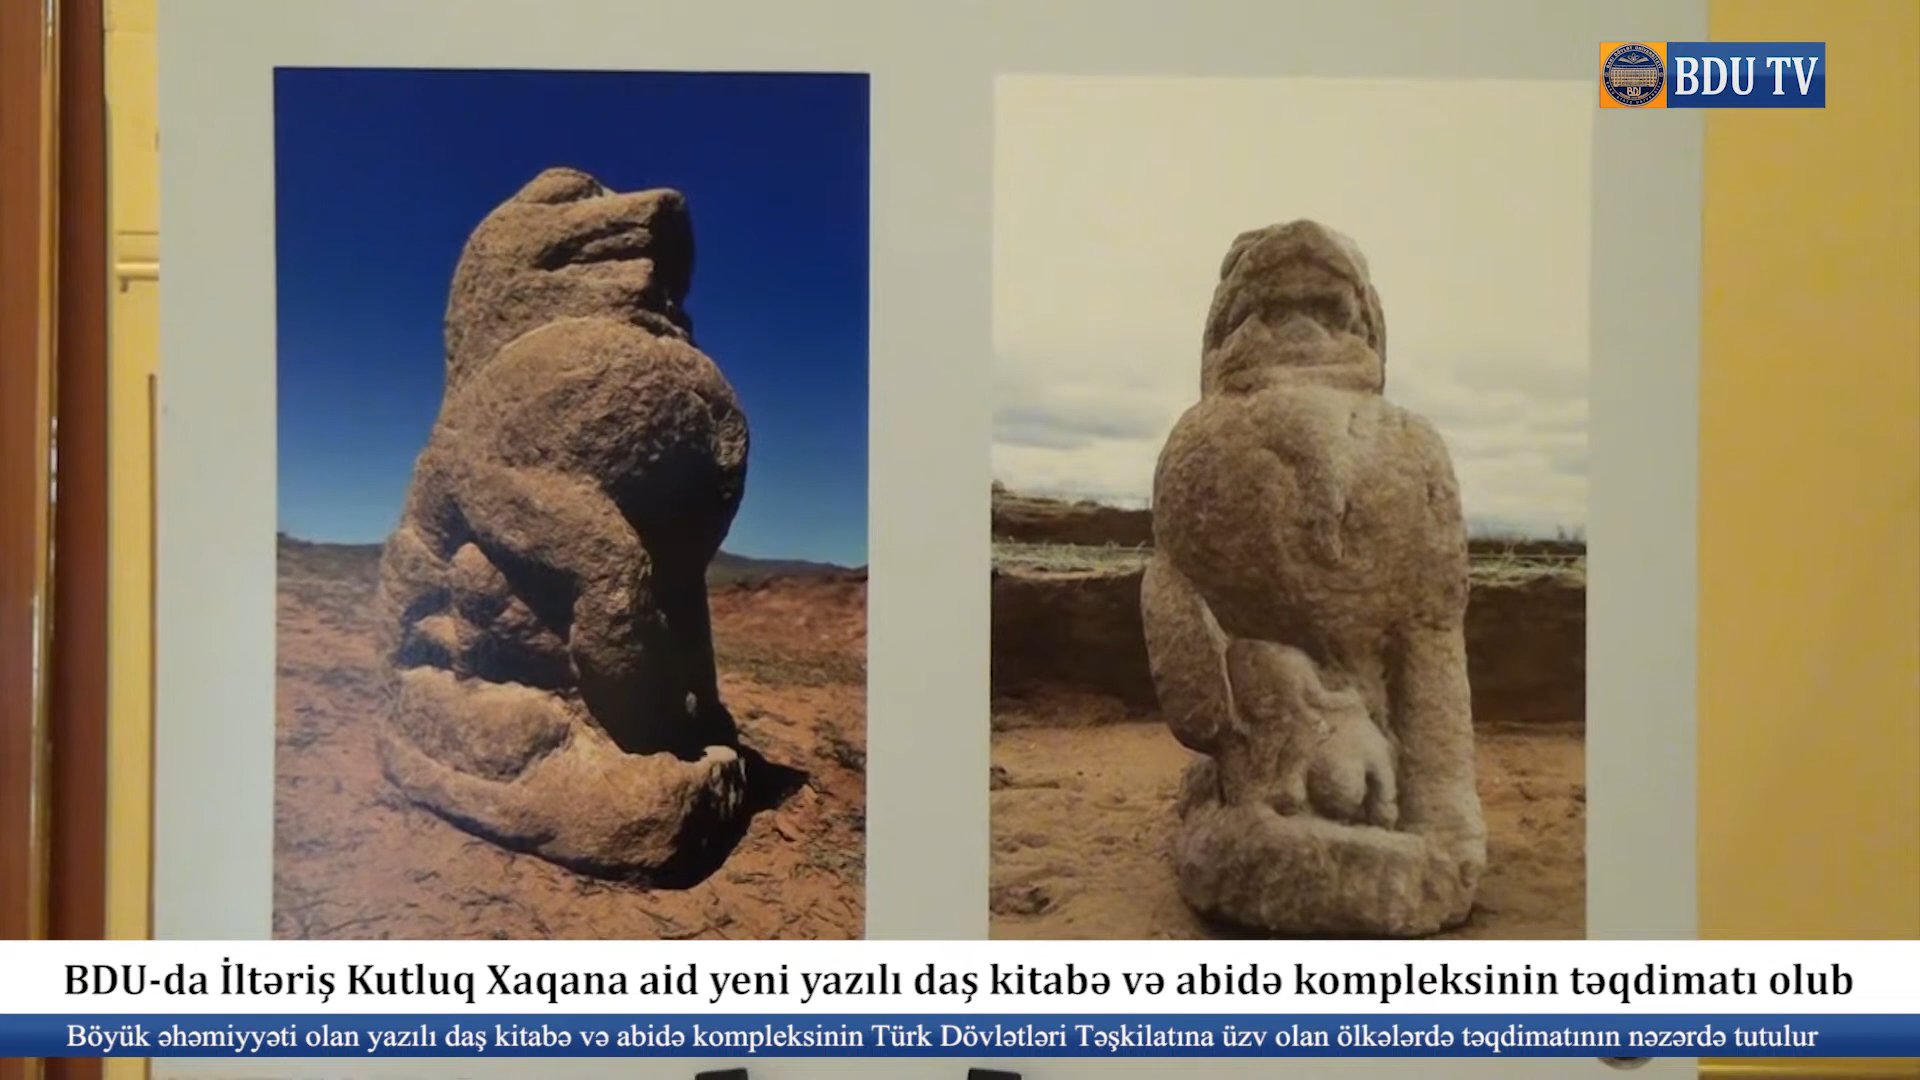 BDU TV
BDU-da İltəriş Kutluq Xaqana aid yeni yazılı daş kitabə və abidə kompleksinin təqdimatı olub
Böyük əhəmiyyəti olan yazılı daş kitabə və abidə kompleksinin Türk Dövlətləri Təşkilatına üzv olan ölkələrdə təqdimatının nəzərdə tutulur